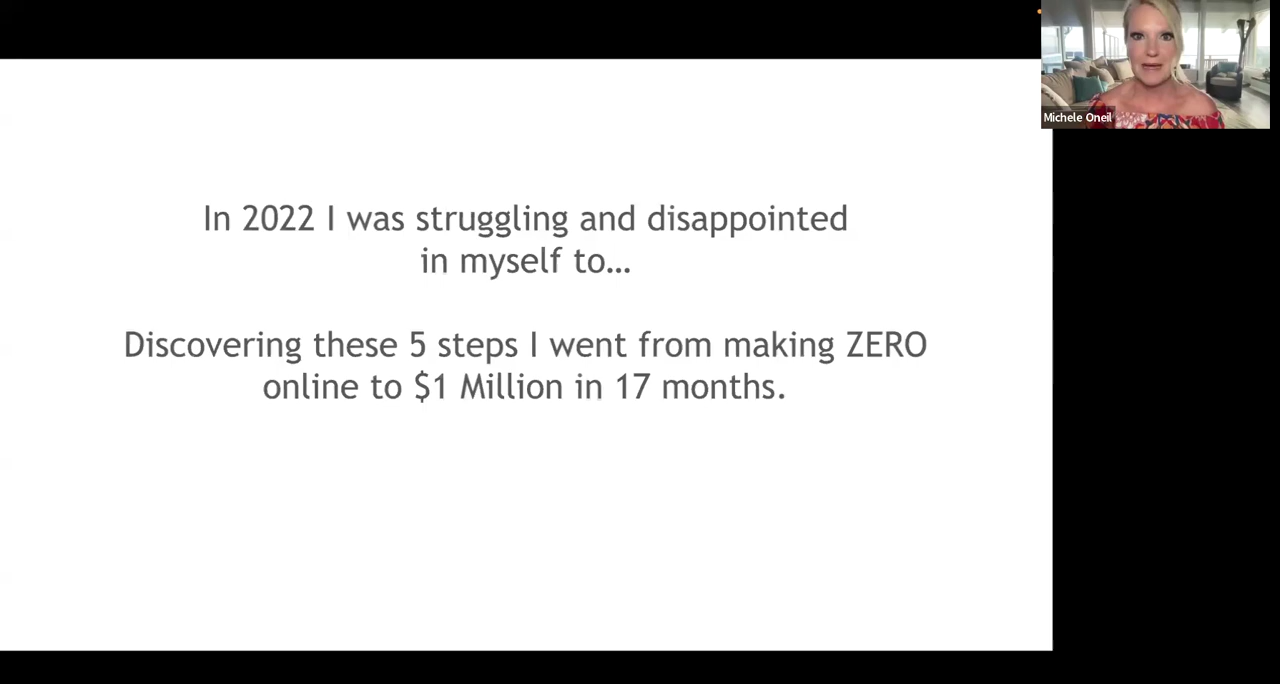 Michele Oneil
In 2022 I was struggling and disappointed
in myself to...
Discovering these 5 steps I went from making ZERO
online to $1 Million in 17 months.